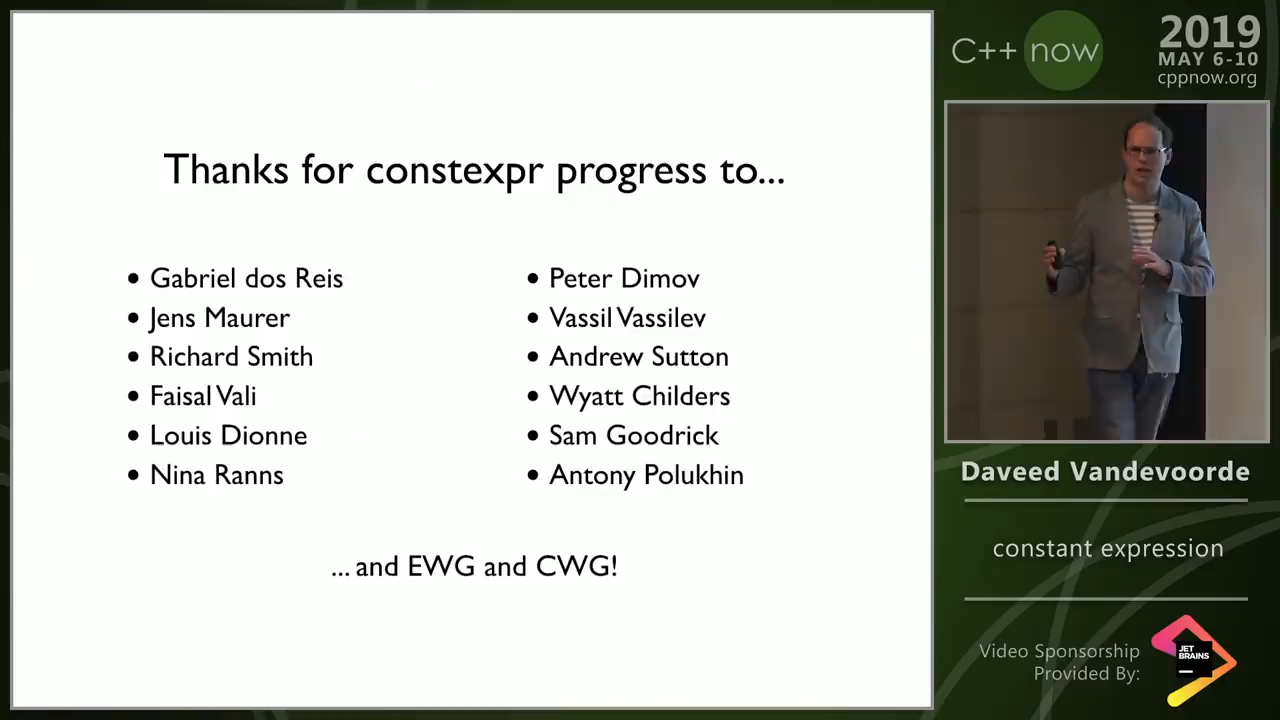 Thanks for constexpr progress to...
• Gabriel dos Reis
• Jens Maurer
• Richard Smith
• Faisal Vali
• Louis Dionne
• Nina Ranns
• Peter Dimov
• Vassil Vassilev
• Andrew Sutton
• Wyatt Childers
• Sam Goodrick
• Antony Polukhin
... and EWG and CWG!
C++ now
2019
MAY 6-10
cppnow.org
Daveed Vandevoorde
constant expression
Video Sponsorship
Provided By:
JET
BRAINS